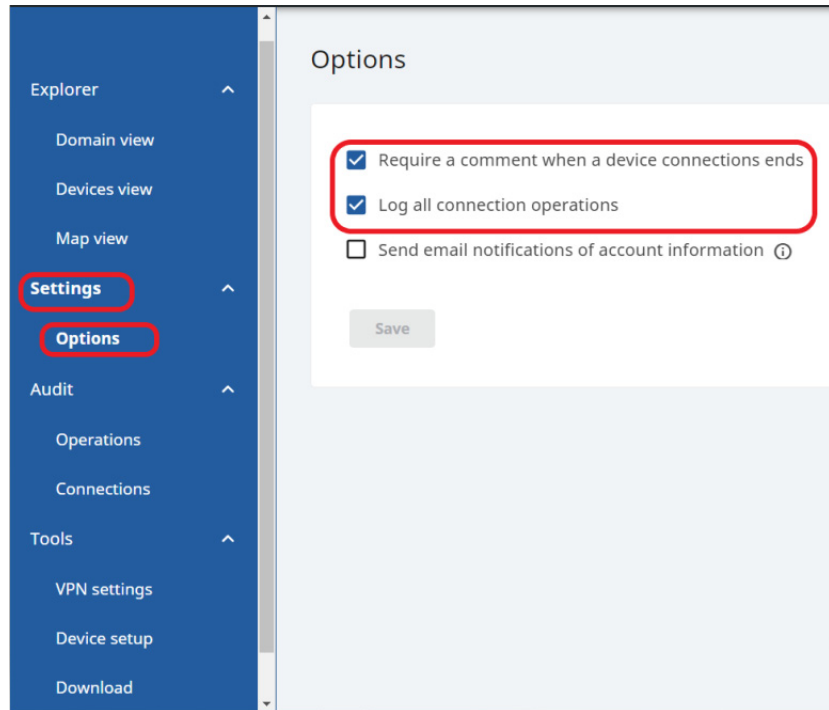 Explorer
Domain view
Devices view
Map view
Settings
Options
Audit
Operations
Connections
Tools
VPN settings
Device setup
Download
Options
Require a comment when a device connections ends
Log all connection operations
Send email notifications of account information
Save